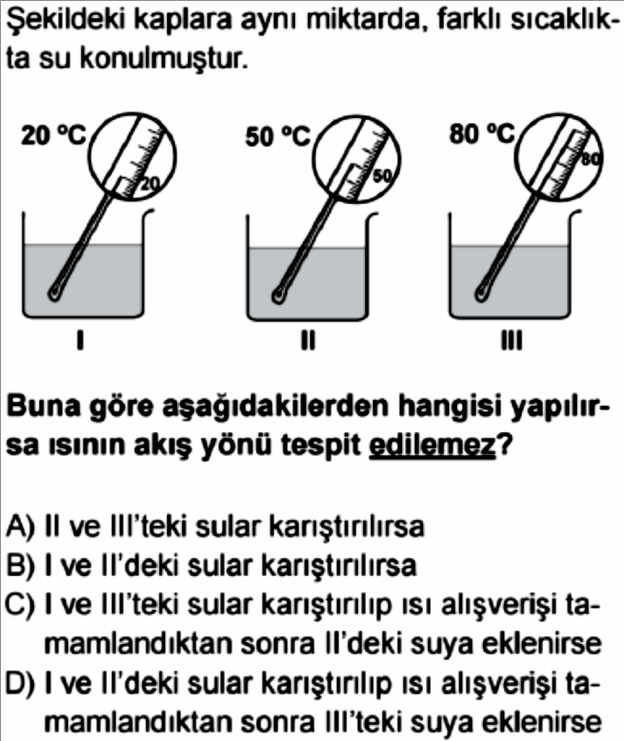 Şekildeki kaplara aynı miktarda, farklı sıcaklık-
ta su konulmuştur.
20 ºC 50 ºC 80 ºC
20 50 80
I II III
Buna göre aşağıdakilerden hangisi yapılır-
sa ısının akış yönü tespit edilemez?
A) II ve III'teki sular karıştırılırsa
B) I ve II'deki sular karıştırılırsa
C) I ve III'teki sular karıştırılıp ısı alışverişi ta-
mamlandıktan sonra II'deki suya eklenirse
D) I ve II'deki sular karıştırılıp ısı alışverişi ta-
mamlandıktan sonra III'teki suya eklenirse